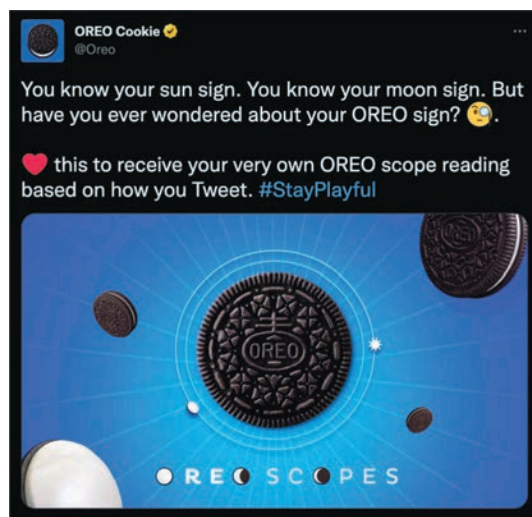 OREO Cookie
@Oreo
You know your sun sign. You know your moon sign. But
have you ever wondered about your OREO sign? 🧐.
❤️ this to receive your very own OREO scope reading
based on how you Tweet. #StayPlayful
OREO
OREO
OREOSCOPES